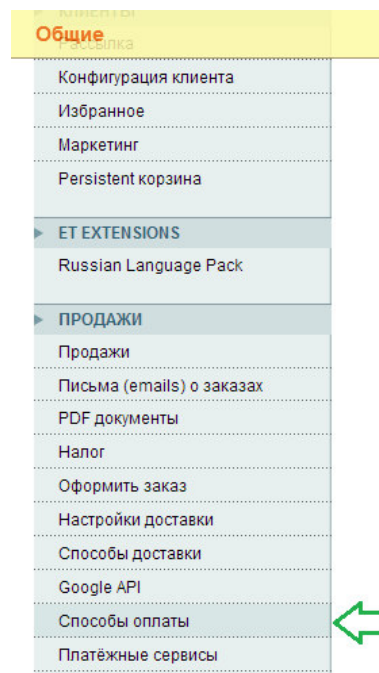 КЛИЕНТЫ
Общие
Рассылка
Конфигурация клиента
Избранное
Маркетинг
Persistent корзина
ET EXTENSIONS
Russian Language Pack
ПРОДАЖИ
Продажи
Письма (emails) о заказах
PDF документы
Налог
Оформить заказ
Настройки доставки
Способы доставки
Google API
Способы оплаты
Платёжные сервисы